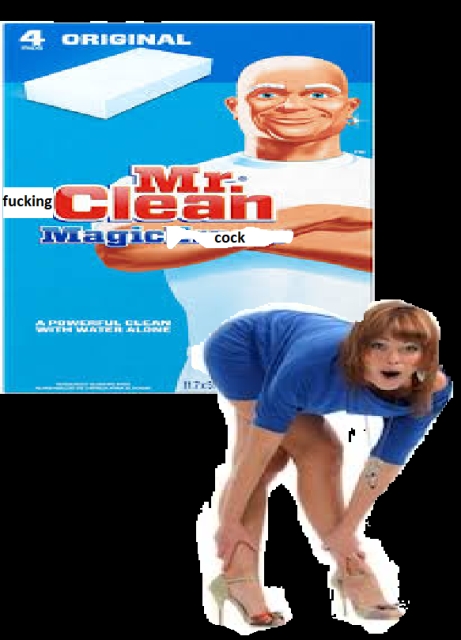 4 ORIGINAL
Mr.
fucking Clean
Magic cock
A POWERFUL CLEAN
WITH WATER ALONE